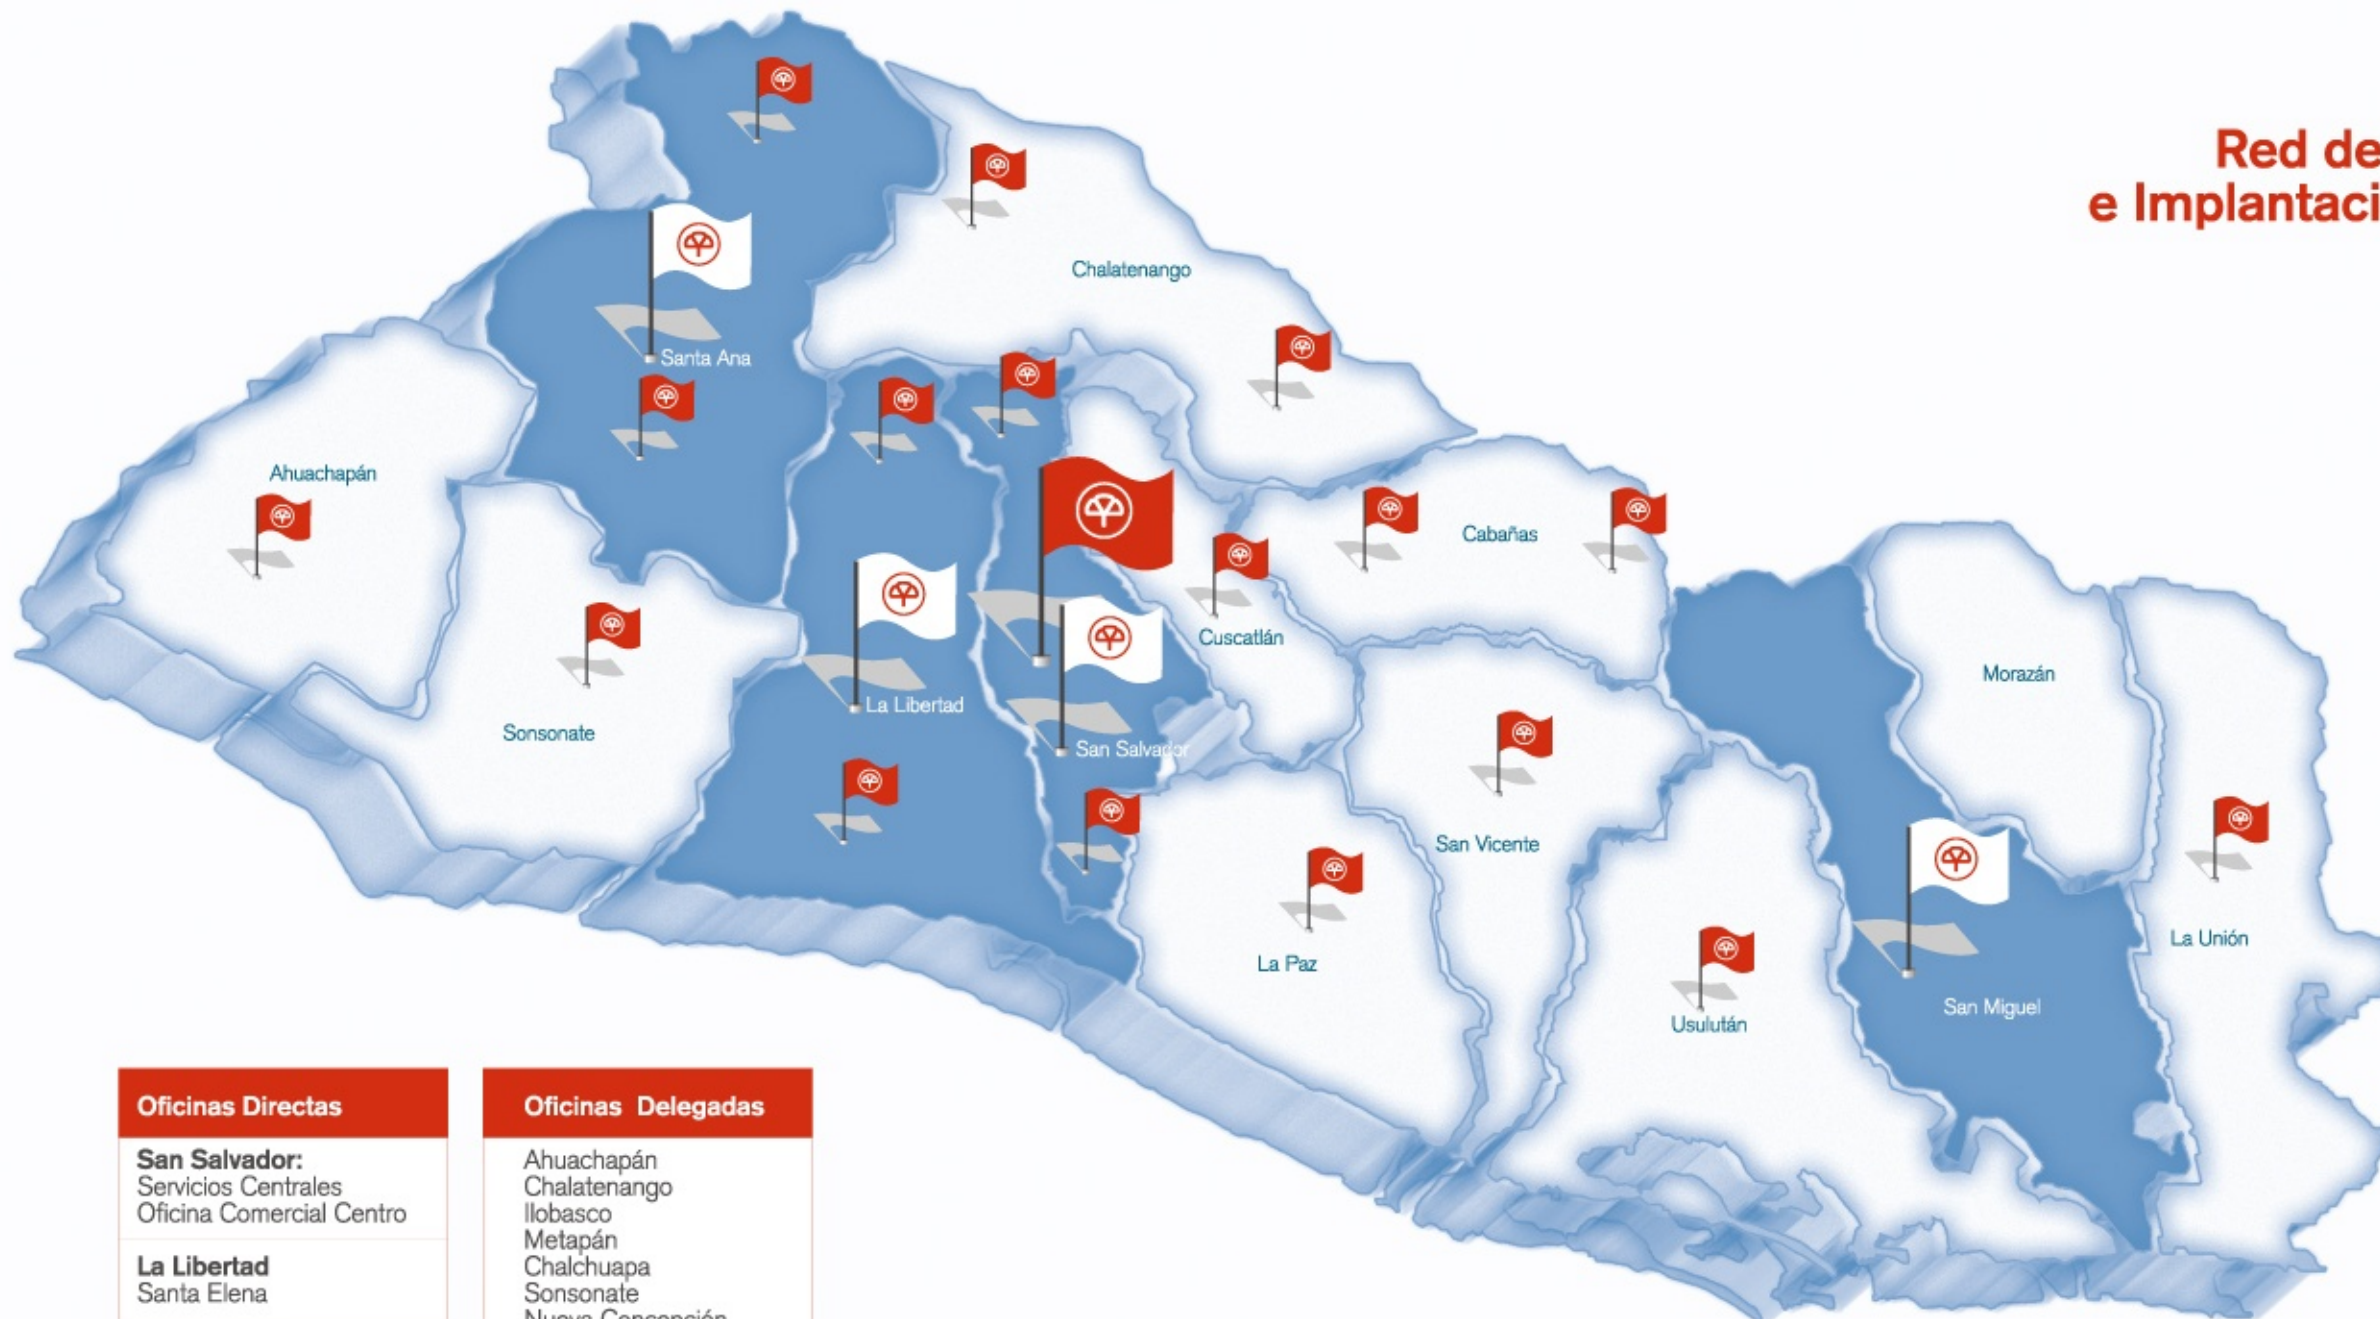 Red de
e Implantaci
Chalatenango
Santa Ana
Ahuachapán
Cabañas
Cuscatlán
Morazán
La Libertad
Sonsonate
San Salvador
San Vicente
La Unión
La Paz
San Miguel
Usulután
Oficinas Directas
San Salvador:
Servicios Centrales
Oficina Comercial Centro
La Libertad
Santa Elena
Oficinas Delegadas
Ahuachapán
Chalatenango
Ilobasco
Metapán
Chalchuapa
Sonsonate
Nueva Concepción